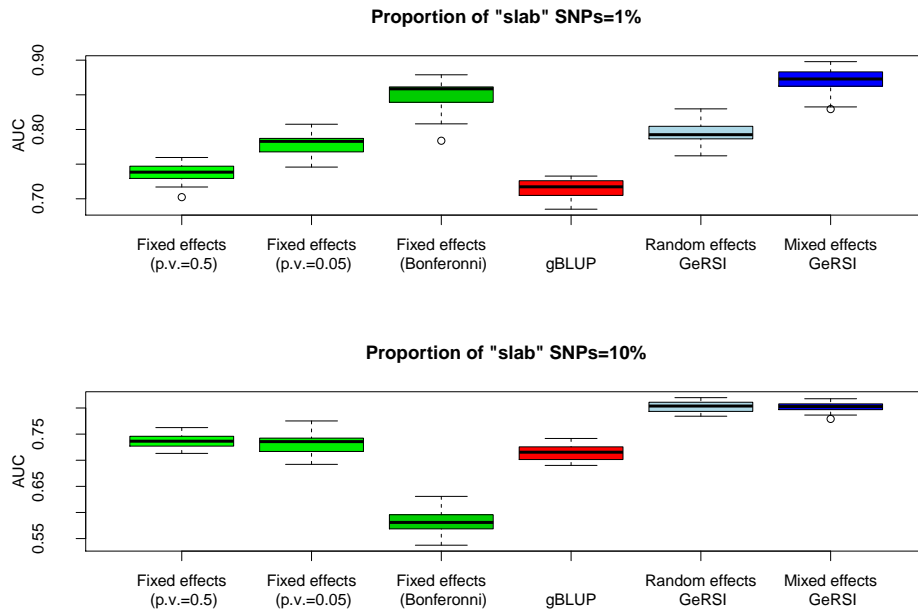 Proportion of "slab" SNPs=1%
AUC
0.90
0.80
0.70
Fixed effects
(p.v.=0.5)
Fixed effects
(p.v.=0.05)
Fixed effects
(Bonferonni)
gBLUP
Random effects
GeRSI
Mixed effects
GeRSI
Proportion of "slab" SNPs=10%
AUC
0.75
0.65
0.55
Fixed effects
(p.v.=0.5)
Fixed effects
(p.v.=0.05)
Fixed effects
(Bonferonni)
gBLUP
Random effects
GeRSI
Mixed effects
GeRSI